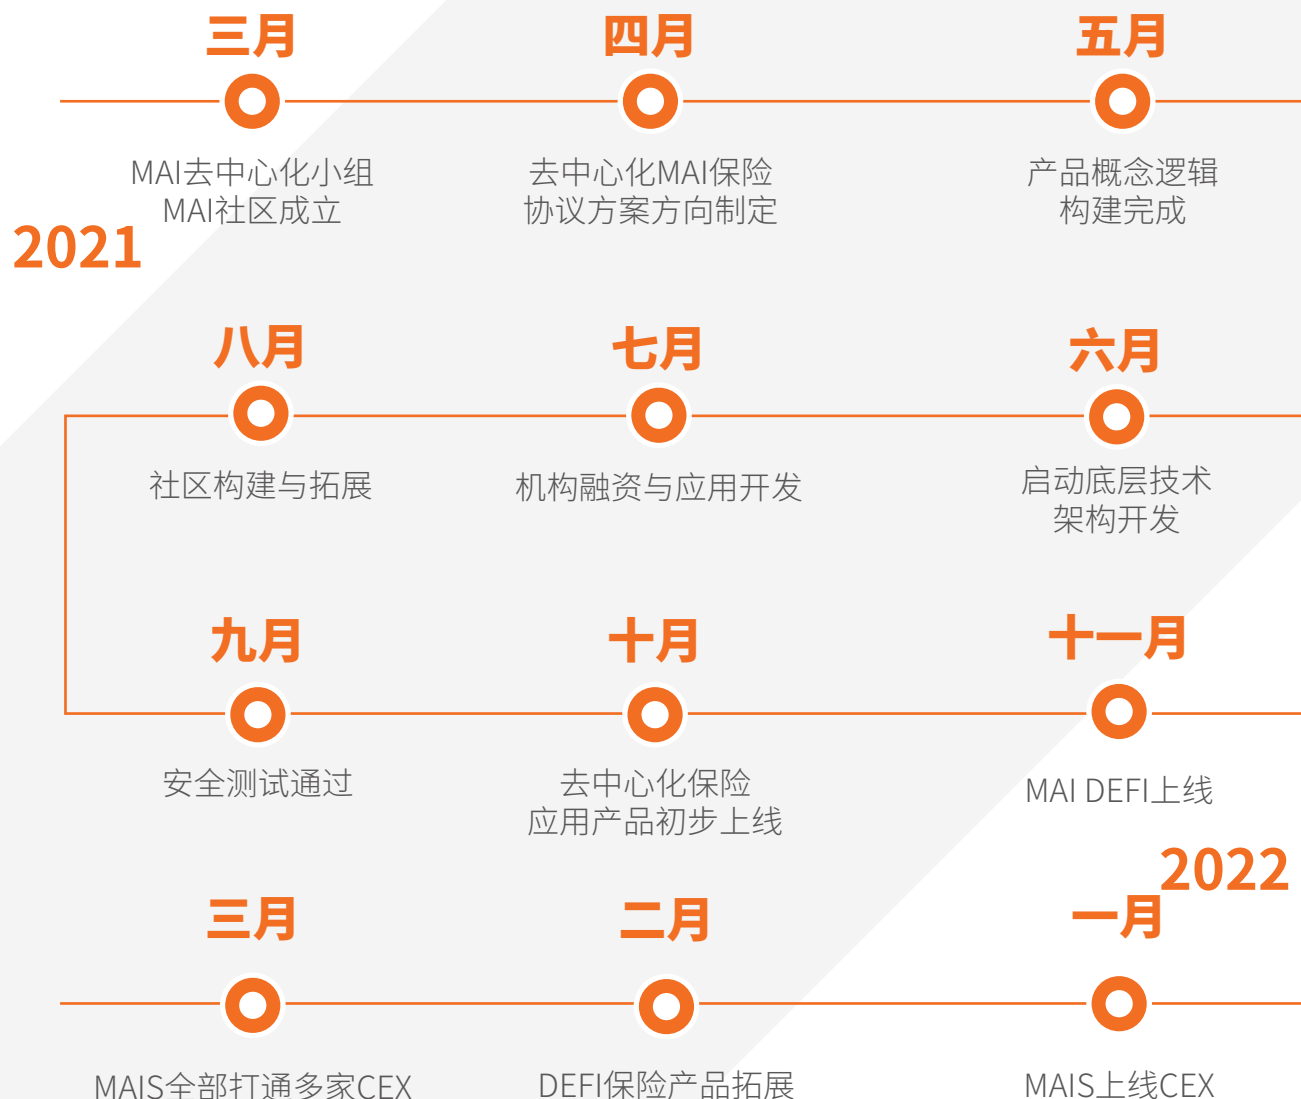 三月
四月
五月
MAI去中心化小组
MAI社区成立
去中心化MAI保险
协议方案方向制定
产品概念逻辑
构建完成
2021
八月
七月
六月
社区构建与拓展
机构融资与应用开发
启动底层技术
架构开发
九月
十月
十一月
安全测试通过
去中心化保险
应用产品初步上线
MAI DEFI上线
2022
三月
二月
一月
MAIS全部打通多家CEX
DEFI保险产品拓展
MAIS上线CEX